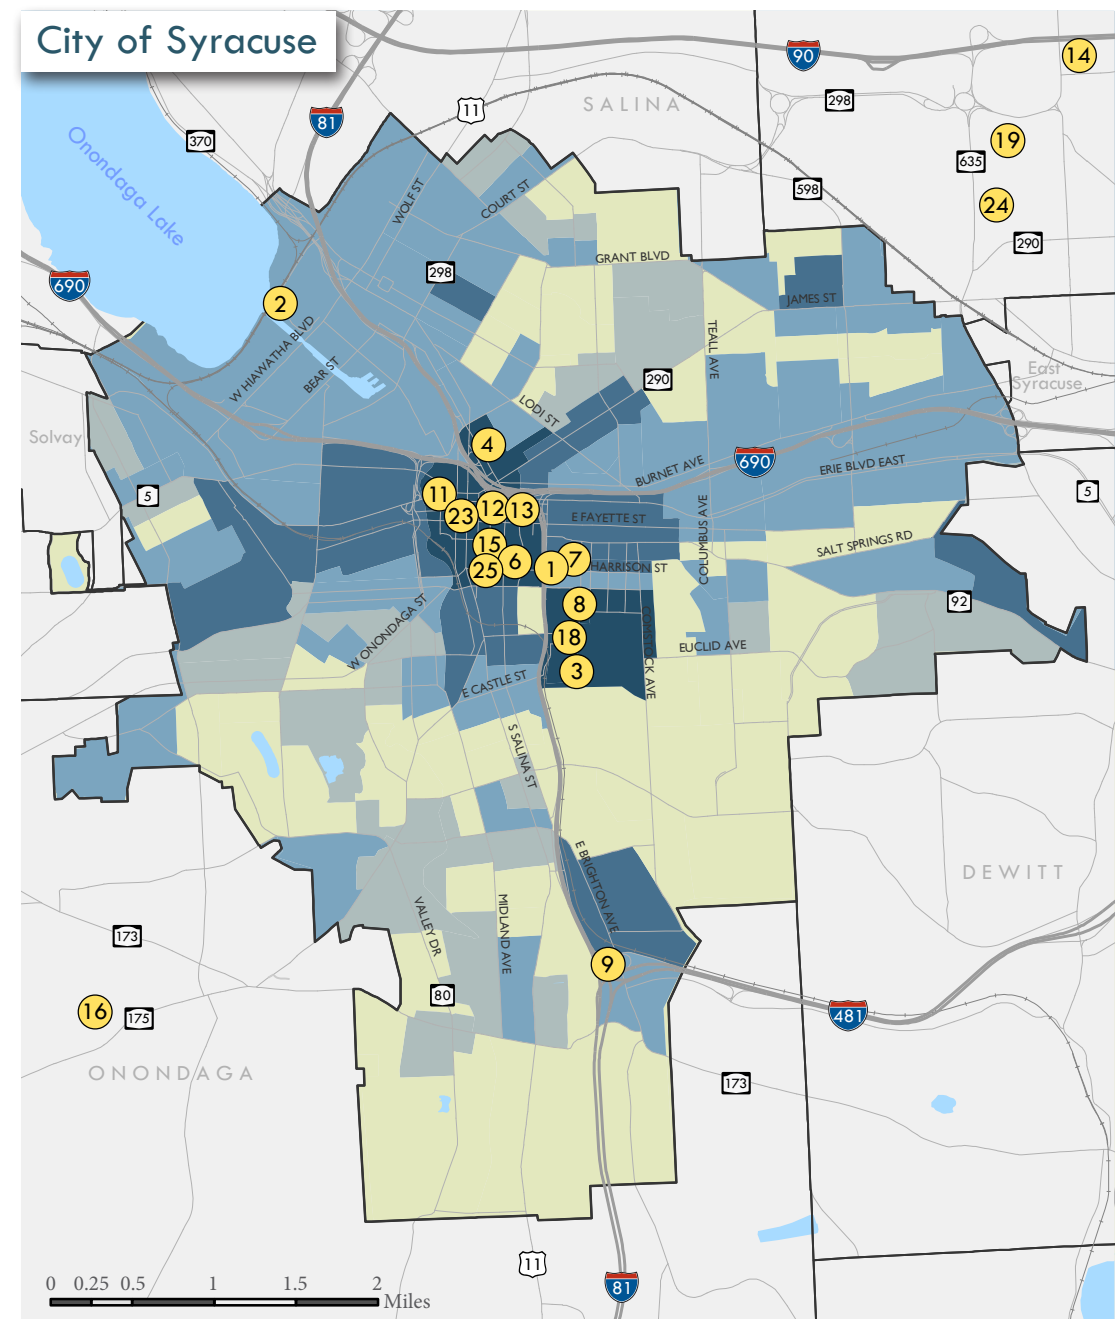 City of Syracuse
90
14
11
SALINA
298
81
370
19
635
Onondaga Lake
598
24
WOLF ST
COURT ST
290
GRANT BLVD
298
690
2
JAMES ST
W HIAWATHA BLVD
TEALL AVE
BEAR ST
East
Syracuse
290
LODI ST
Solvay
4
690
BURNET AVE
ERIE BLVD EAST
5
11
5
12
13
23
E FAYETTE ST
COLUMBUS AVE
15
SALT SPRINGS RD
6
1
7
25
HARRISON ST
8
92
W ONONDAGA ST
18
COMSTOCK AVE
EUCLID AVE
3
E CASTLE ST
S SALINA ST
E BRIGHTON AVE
DEWITT
VALLEY DR
MIDLAND AVE
173
9
80
16
175
481
ONONDAGA
173
11
81
0 0.25 0.5 1 1.5 2
Miles